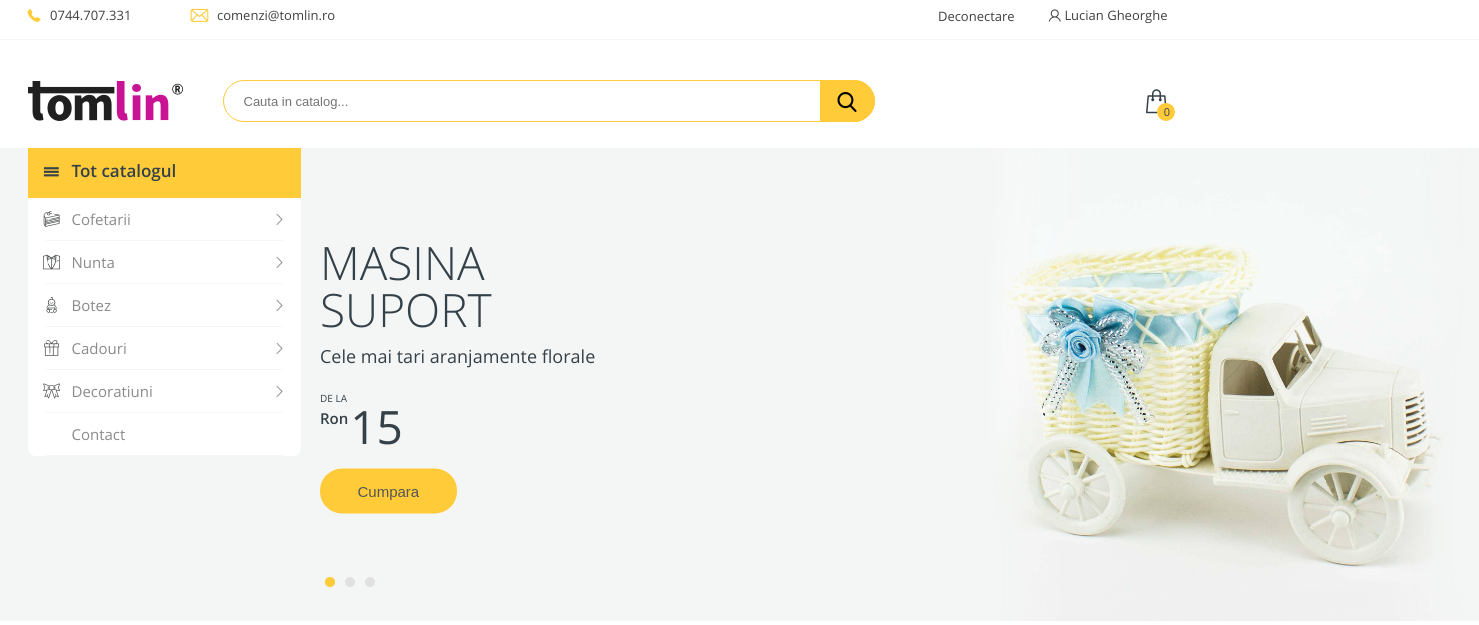 0744.707.331
comenzi@tomlin.ro
Deconectare
Lucian Gheorghe
tomlin®
Cauta in catalog...
0
Tot catalogul
Cofetarii
Nunta
Botez
Cadouri
Decoratiuni
Contact
MASINA
SUPORT
Cele mai tari aranjamente florale
DE LA
Ron 15
Cumpara